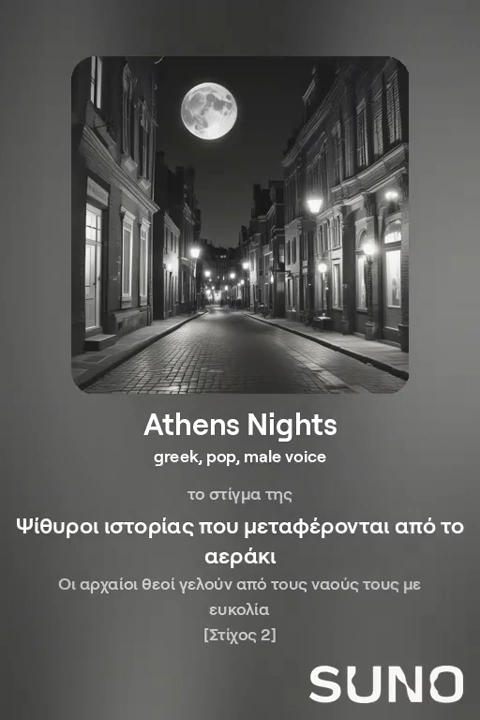 Athens Nights
greek, pop, male voice
το στίγμα της
Ψίθυροι ιστορίας που μεταφέρονται από το
αεράκι
Οι αρχαίοι θεοί γελούν από τους ναούς τους με
ευκολία
[Στίχος 2]
SUNO